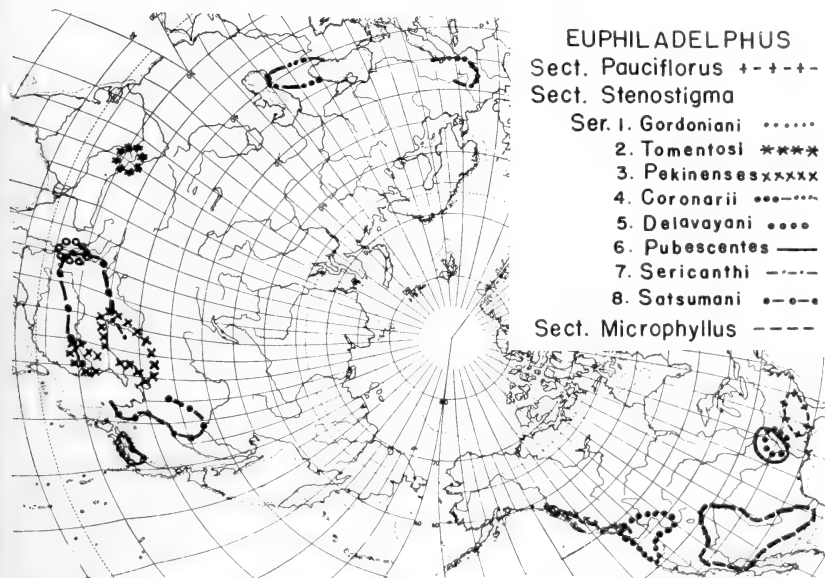 EUPHILADELPHUS
Sect. Pauciflorus
Sect. Stenostigma
Ser. 1. Gordoniani
2. Tomentosi
3. Pekinenses
4. Coronarii
5. Delavayani
6. Pubescentes
7. Sericanthi
8. Satsumani
Sect. Microphyllus